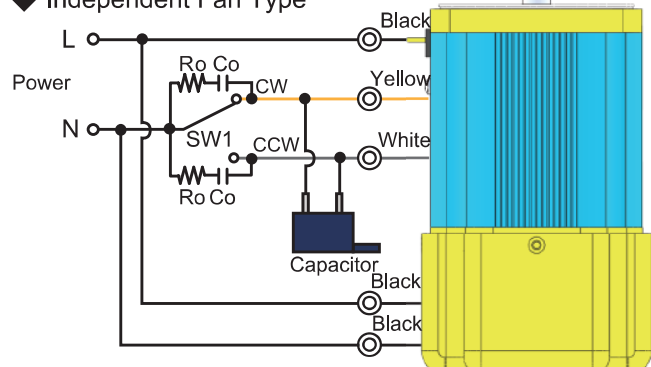 ◆ Independent Fan Type
Black
L
Ro Co
Power
CW
Yellow
N
SW1
CCW
White
Ro Co
Capacitor
Black
Black